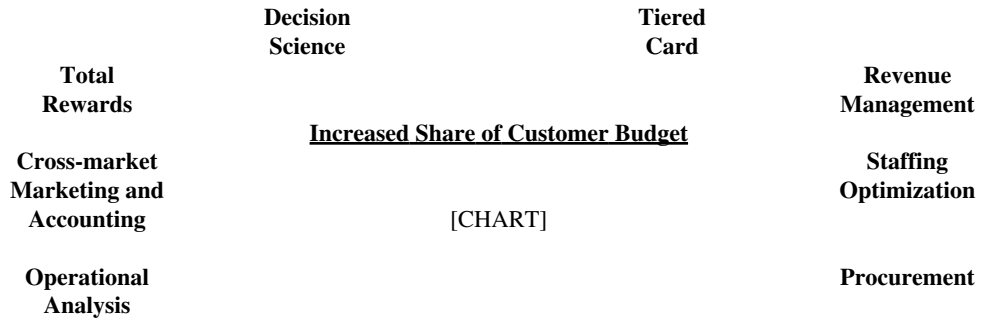 Decision Science
Tiered Card
Total Rewards
Revenue Management
Increased Share of Customer Budget
Cross-market Marketing and Accounting
Staffing Optimization
[CHART]
Operational Analysis
Procurement